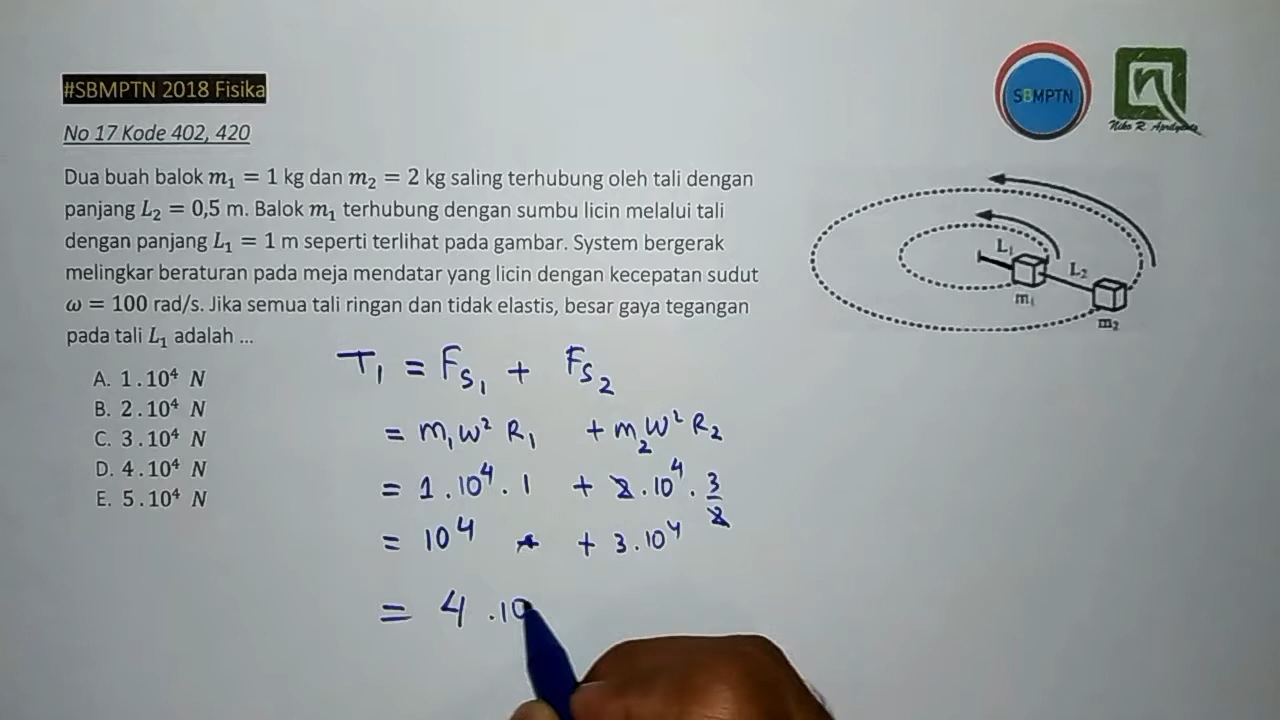 #SBMPTN 2018 Fisika
No 17 Kode 402, 420
Dua buah balok m₁ = 1 kg dan m₂ = 2 kg saling terhubung oleh tali dengan
panjang L₂ = 0,5 m. Balok m₁ terhubung dengan sumbu licin melalui tali
dengan panjang L₁ = 1 m seperti terlihat pada gambar. System bergerak
melingkar beraturan pada meja mendatar yang licin dengan kecepatan sudut
ω = 100 rad/s. Jika semua tali ringan dan tidak elastis, besar gaya tegangan
pada tali L₁ adalah ...
A. 1 . 10⁴ N
B. 2 . 10⁴ N
C. 3 . 10⁴ N
D. 4 . 10⁴ N
E. 5 . 10⁴ N
T₁ = Fs₁ + Fs₂
= m₁ω² R₁ + m₂ω² R₂
= 1 . 10⁴ . 1 + 2 . 10⁴ . 3/2
= 10⁴ + 3 . 10⁴
= 4 . 10
SBMPTN
Niko R. Aprilyanto
L₁
L₂
m₁
m₂